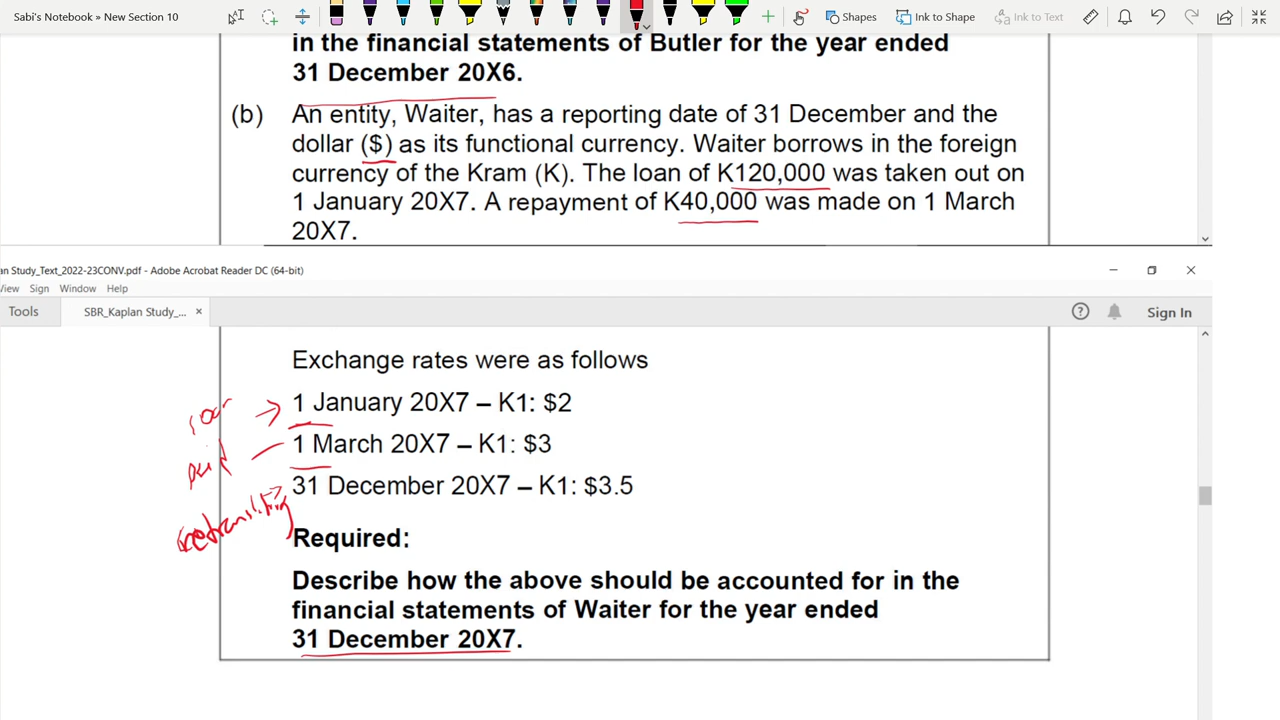 Sabi's Notebook » New Section 10
Shapes
Ink to Shape
Ink to Text
in the financial statements of Butler for the year ended
31 December 20X6.
(b) An entity, Waiter, has a reporting date of 31 December and the
dollar ($) as its functional currency. Waiter borrows in the foreign
currency of the Kram (K). The loan of K120,000 was taken out on
1 January 20X7. A repayment of K40,000 was made on 1 March
20X7.
an Study_Text_2022-23CONV.pdf - Adobe Acrobat Reader DC (64-bit)
View Sign Window Help
Tools
SBR_Kaplan Study_... ×
Sign In
Exchange rates were as follows
1 January 20X7 – K1: $2
paid 1 March 20X7 – K1: $3
31 December 20X7 – K1: $3.5
Required:
Describe how the above should be accounted for in the
financial statements of Waiter for the year ended
31 December 20X7.